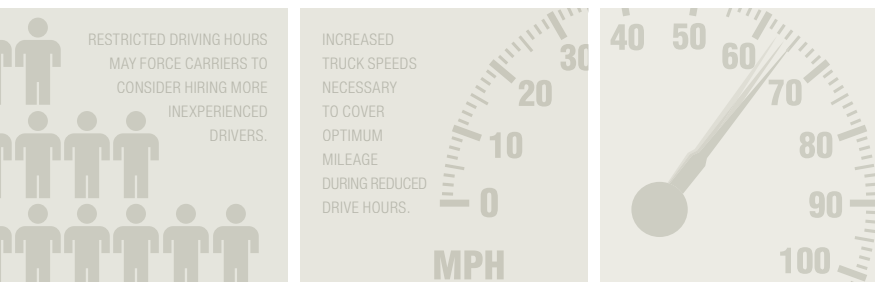 RESTRICTED DRIVING HOURS
MAY FORCE CARRIERS TO
CONSIDER HIRING MORE
INEXPERIENCED
DRIVERS.
INCREASED
TRUCK SPEEDS
NECESSARY
TO COVER
OPTIMUM
MILEAGE
DURING REDUCED
DRIVE HOURS.
30
20
10
0
MPH
40 50 60
70
80
90
100